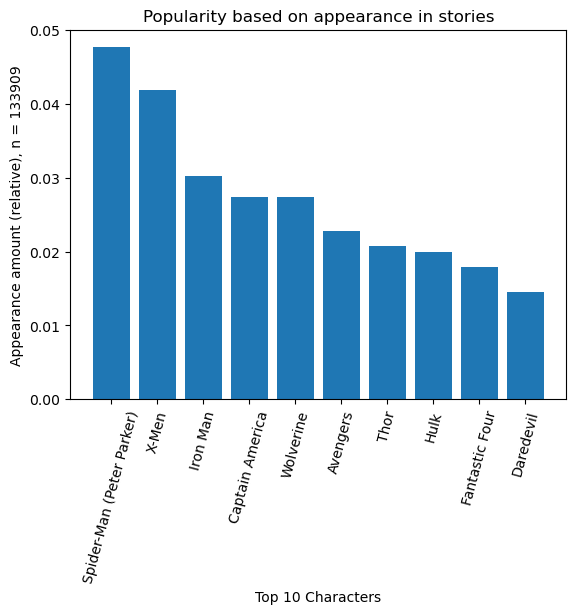 Popularity based on appearance in stories
Appearance amount (relative), n = 133909
0.05
0.04
0.03
0.02
0.01
0.00
Spider-Man (Peter Parker)
X-Men
Iron Man
Captain America
Wolverine
Avengers
Thor
Hulk
Fantastic Four
Daredevil
Top 10 Characters